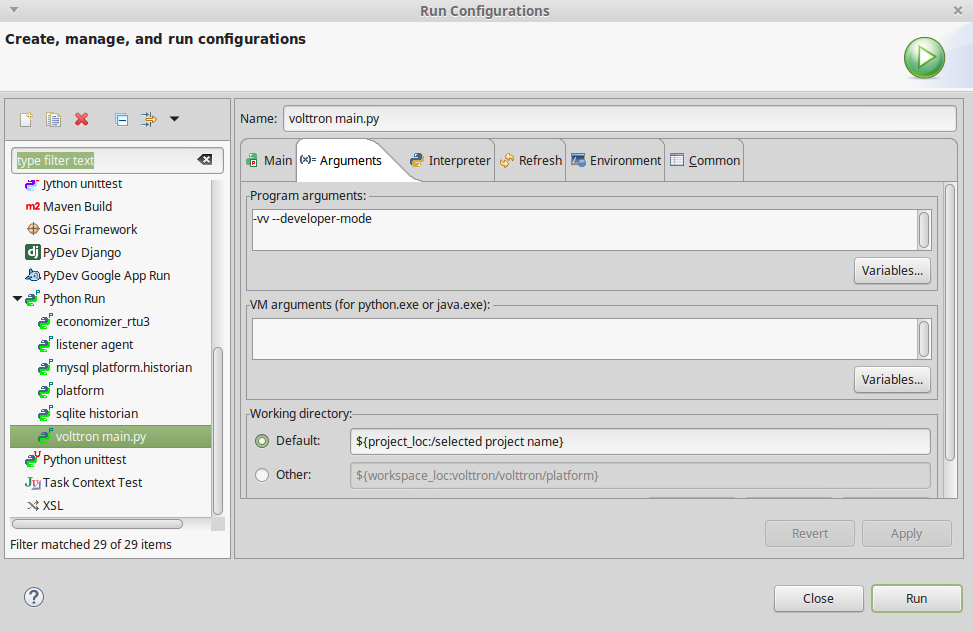 Run Configurations
Create, manage, and run configurations
type filter text
Jython unittest
m2 Maven Build
OSGi Framework
dj PyDev Django
PyDev Google App Run
Python Run
economizer_rtu3
listener agent
mysql platform.historian
platform
sqlite historian
volttron main.py
Python unittest
Ju Task Context Test
XSL
Filter matched 29 of 29 items
Name: volttron main.py
Main (x)= Arguments Interpreter Refresh Environment Common
Program arguments:
-vv --developer-mode
Variables...
VM arguments (for python.exe or java.exe):
Variables...
Working directory:
Default: ${project_loc:/selected project name}
Other: ${workspace_loc:volttron/volttron/platform}
Revert Apply
? Close Run